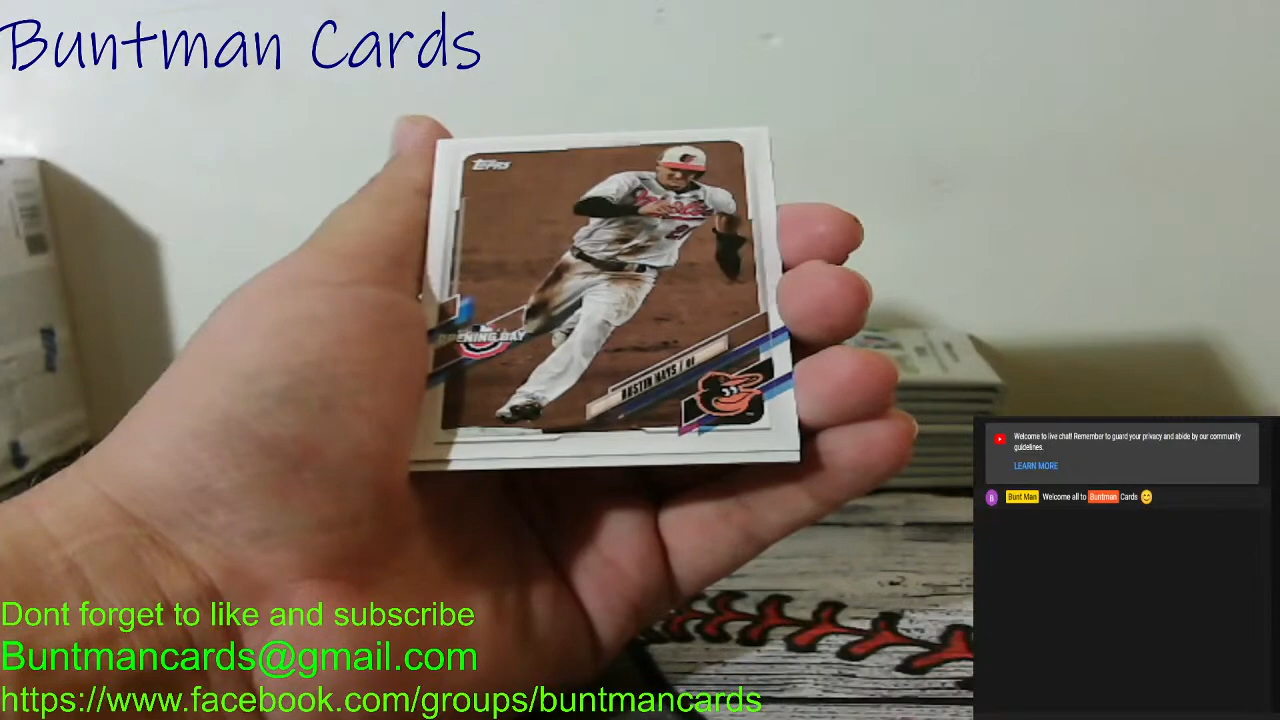 Buntman Cards
TOPPS
OPENING DAY
AUSTIN HAYS / OF
21
Welcome to live chat! Remember to guard your privacy and abide by our community
guidelines.
LEARN MORE
B
Bunt Man Welcome all to Buntman Cards 😊
Dont forget to like and subscribe
Buntmancards@gmail.com
https://www.facebook.com/groups/buntmancards